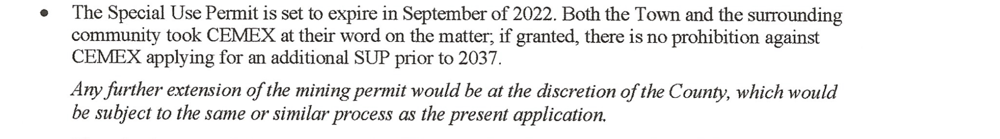 • The Special Use Permit is set to expire in September of 2022. Both the Town and the surrounding
community took CEMEX at their word on the matter; if granted, there is no prohibition against
CEMEX applying for an additional SUP prior to 2037.
Any further extension of the mining permit would be at the discretion of the County, which would
be subject to the same or similar process as the present application.